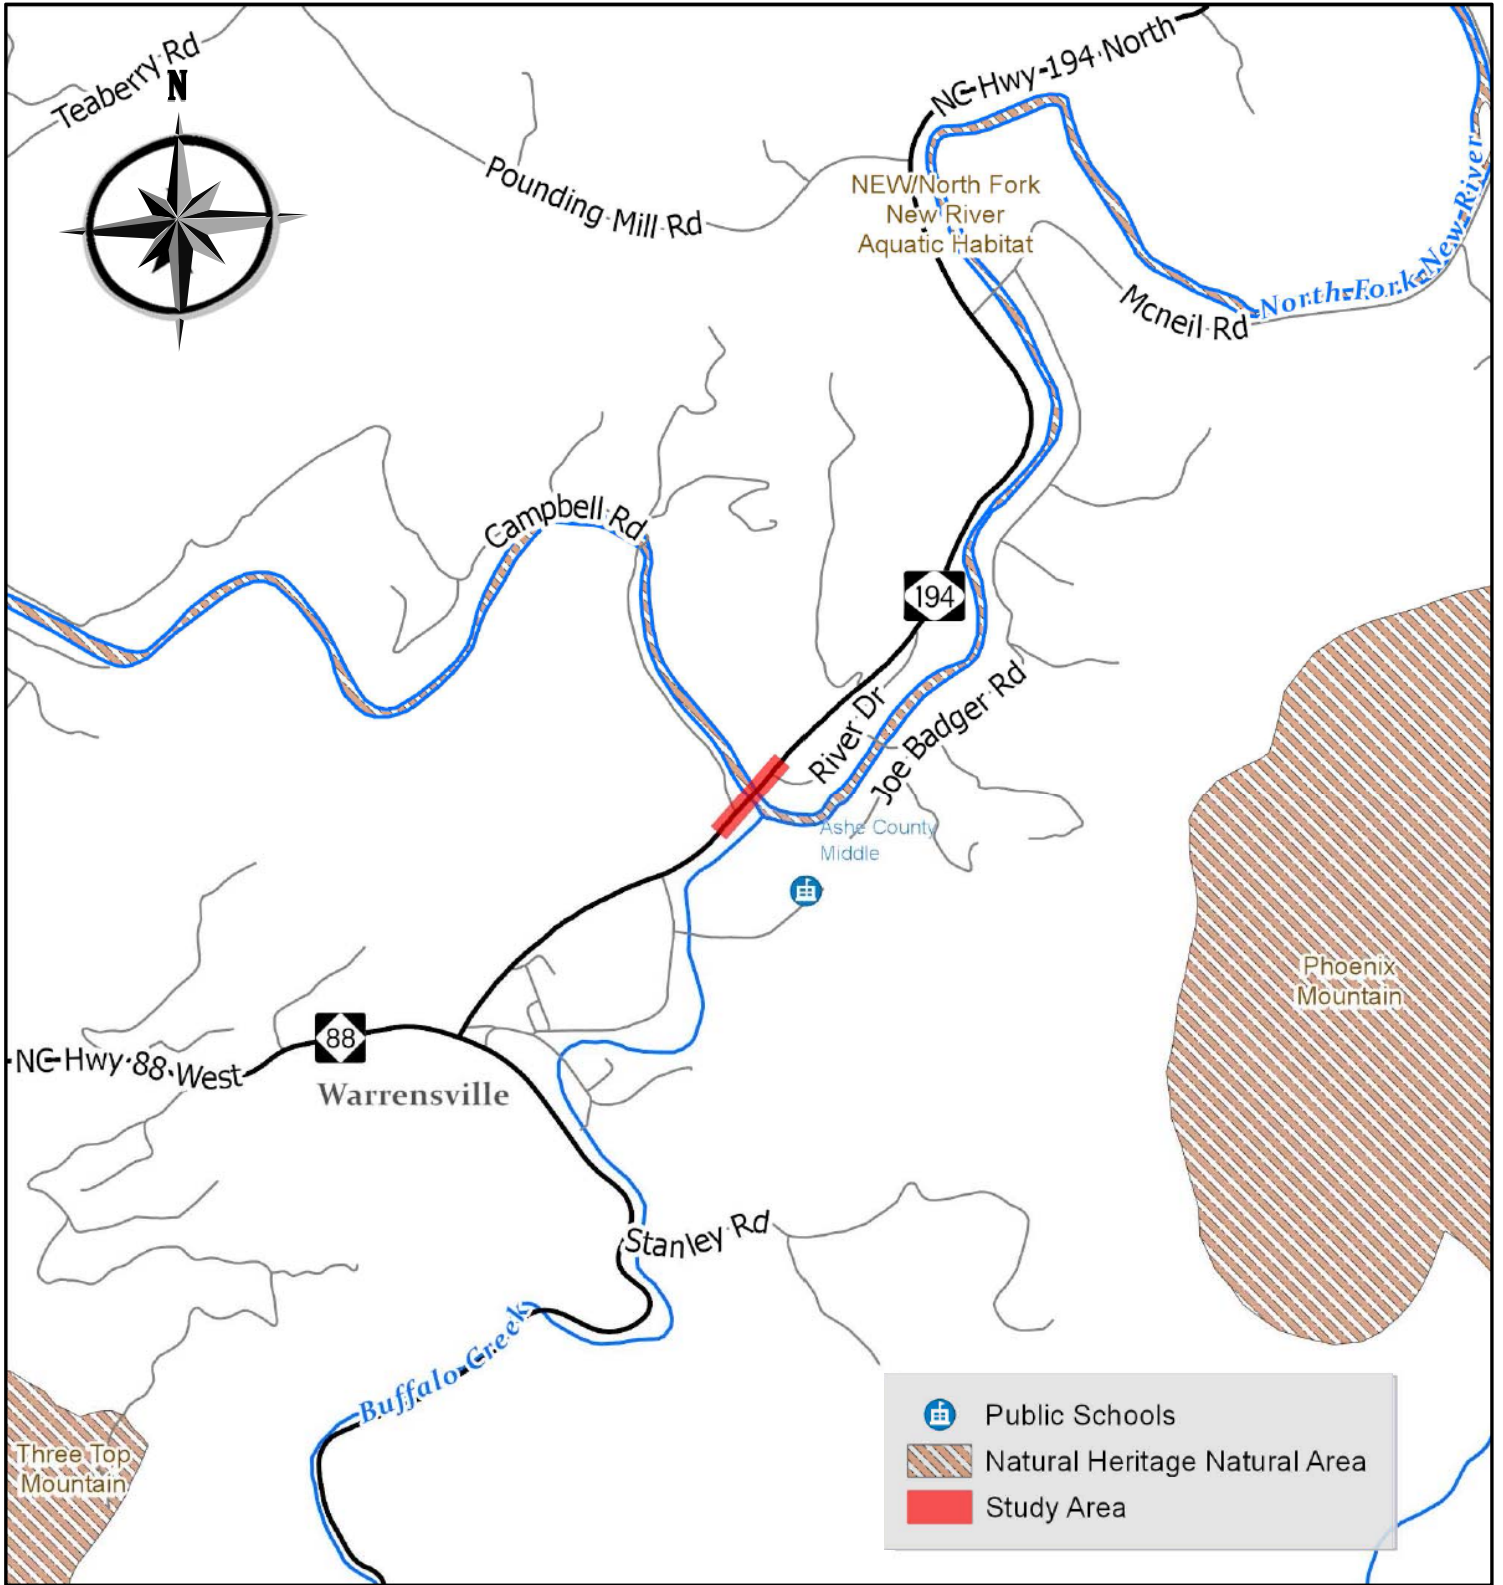 Teaberry Rd
N
NC Hwy 194 North
Pounding Mill Rd
NEW/North Fork
New River
Aquatic Habitat
North Fork New River
Mcneil Rd
Campbell Rd
194
River Dr
Joe Badger Rd
Ashe County
Middle
Phoenix
Mountain
88
NC Hwy 88 West
Warrensville
Stanley Rd
Buffalo Creek
Three Top
Mountain
Public Schools
Natural Heritage Natural Area
Study Area